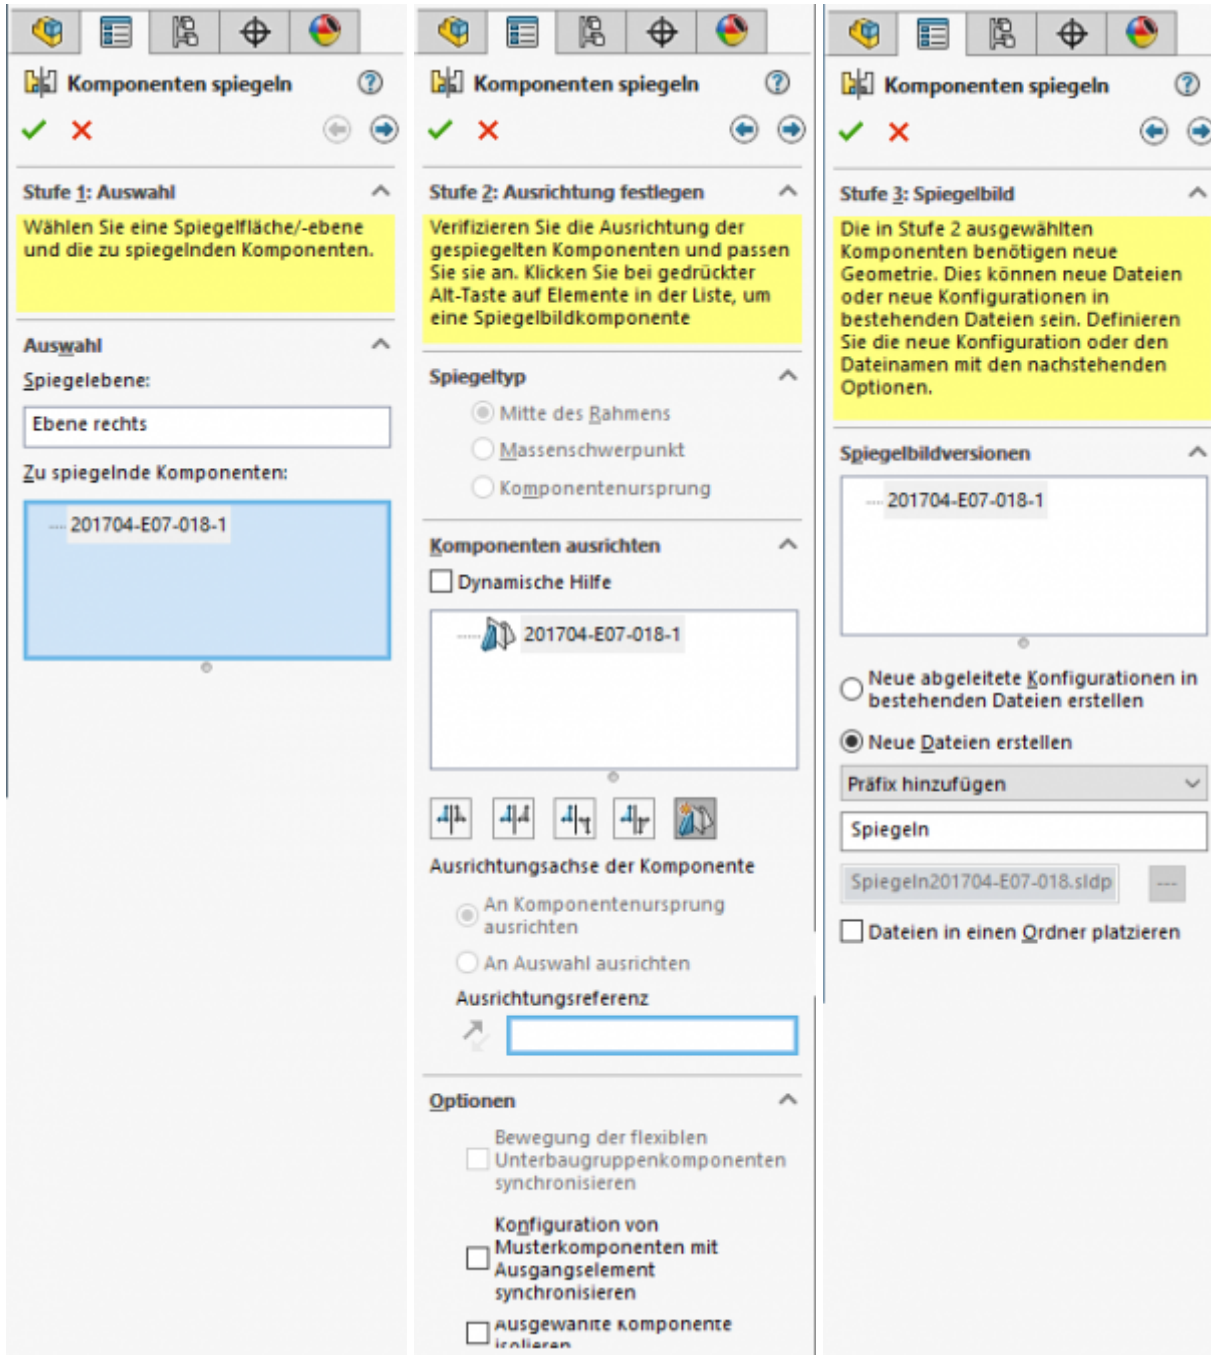 Komponenten spiegeln
Stufe 1: Auswahl
Wählen Sie eine Spiegelfläche/-ebene
und die zu spiegelnden Komponenten.
Auswahl
Spiegelebene:
Ebene rechts
Zu spiegelnde Komponenten:
201704-E07-018-1
Komponenten spiegeln
Stufe 2: Ausrichtung festlegen
Verifizieren Sie die Ausrichtung der
gespiegelten Komponenten und passen
Sie sie an. Klicken Sie bei gedrückter
Alt-Taste auf Elemente in der Liste, um
eine Spiegelbildkomponente
Spiegeltyp
Mitte des Rahmens
Massenschwerpunkt
Komponentenursprung
Komponenten ausrichten
Dynamische Hilfe
201704-E07-018-1
Ausrichtungsachse der Komponente
An Komponentenursprung
ausrichten
An Auswahl ausrichten
Ausrichtungsreferenz
Optionen
Bewegung der flexiblen
Unterbaugruppenkomponenten
synchronisieren
Konfiguration von
Musterkomponenten mit
Ausgangselement
synchronisieren
Ausgewählte Komponente
isolieren
Komponenten spiegeln
Stufe 3: Spiegelbild
Die in Stufe 2 ausgewählten
Komponenten benötigen neue
Geometrie. Dies können neue Dateien
oder neue Konfigurationen in
bestehenden Dateien sein. Definieren
Sie die neue Konfiguration oder den
Dateinamen mit den nachstehenden
Optionen.
Spiegelbildversionen
201704-E07-018-1
Neue abgeleitete Konfigurationen in
bestehenden Dateien erstellen
Neue Dateien erstellen
Präfix hinzufügen
Spiegeln
Spiegeln201704-E07-018.sldp
Dateien in einen Ordner platzieren